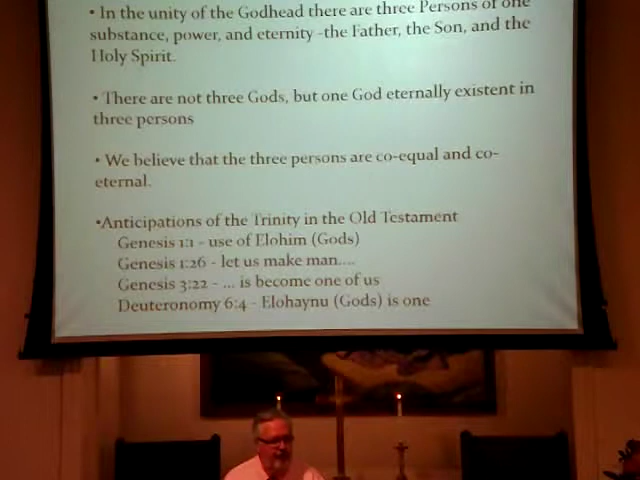 • In the unity of the Godhead there are three Persons of one
substance, power, and eternity -the Father, the Son, and the
Holy Spirit.
• There are not three Gods, but one God eternally existent in
three persons
• We believe that the three persons are co-equal and co-
eternal.
•Anticipations of the Trinity in the Old Testament
Genesis 1:1 - use of Elohim (Gods)
Genesis 1:26 - let us make man....
Genesis 3:22 - ... is become one of us
Deuteronomy 6:4 - Elohaynu (Gods) is one